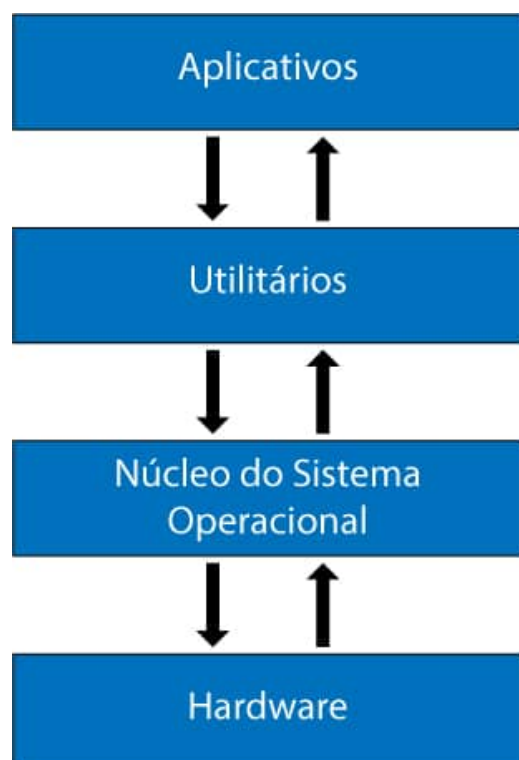 Aplicativos
Utilitários
Núcleo do Sistema
Operacional
Hardware